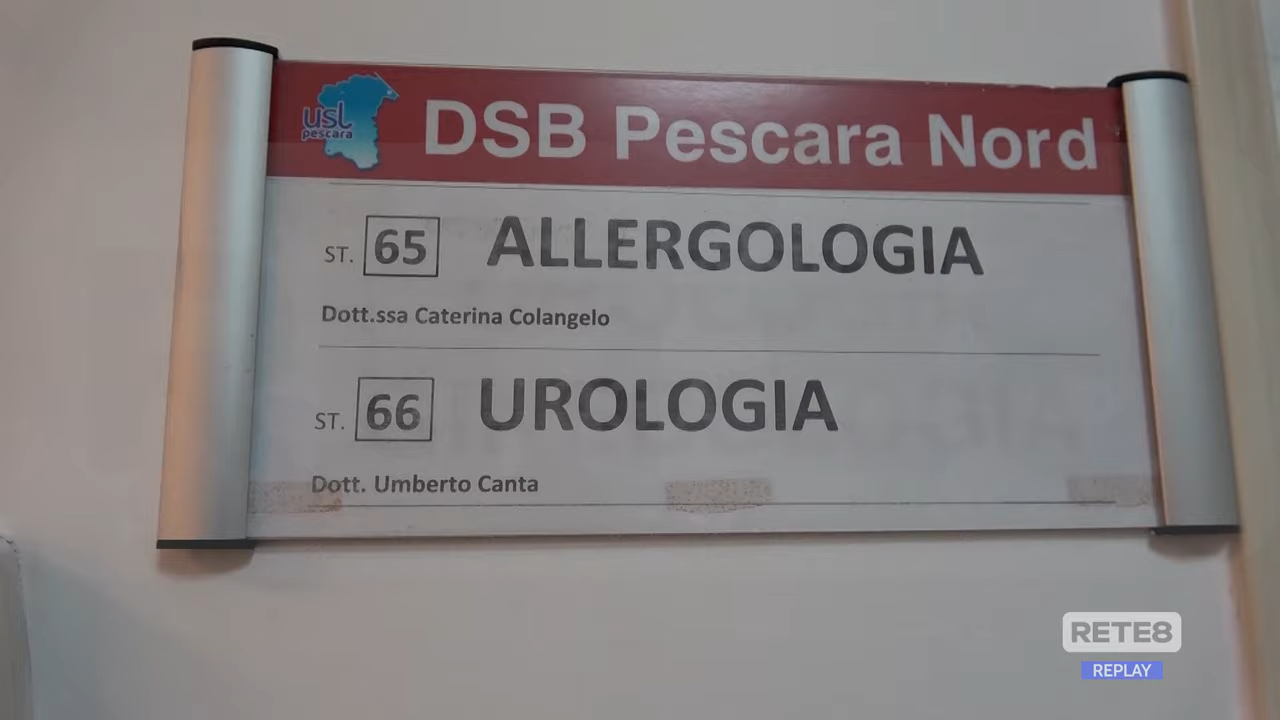 usl
pescara
DSB Pescara Nord
ST. 65 ALLERGOLOGIA
Dott.ssa Caterina Colangelo
ST. 66 UROLOGIA
Dott. Umberto Canta
RETE8
REPLAY